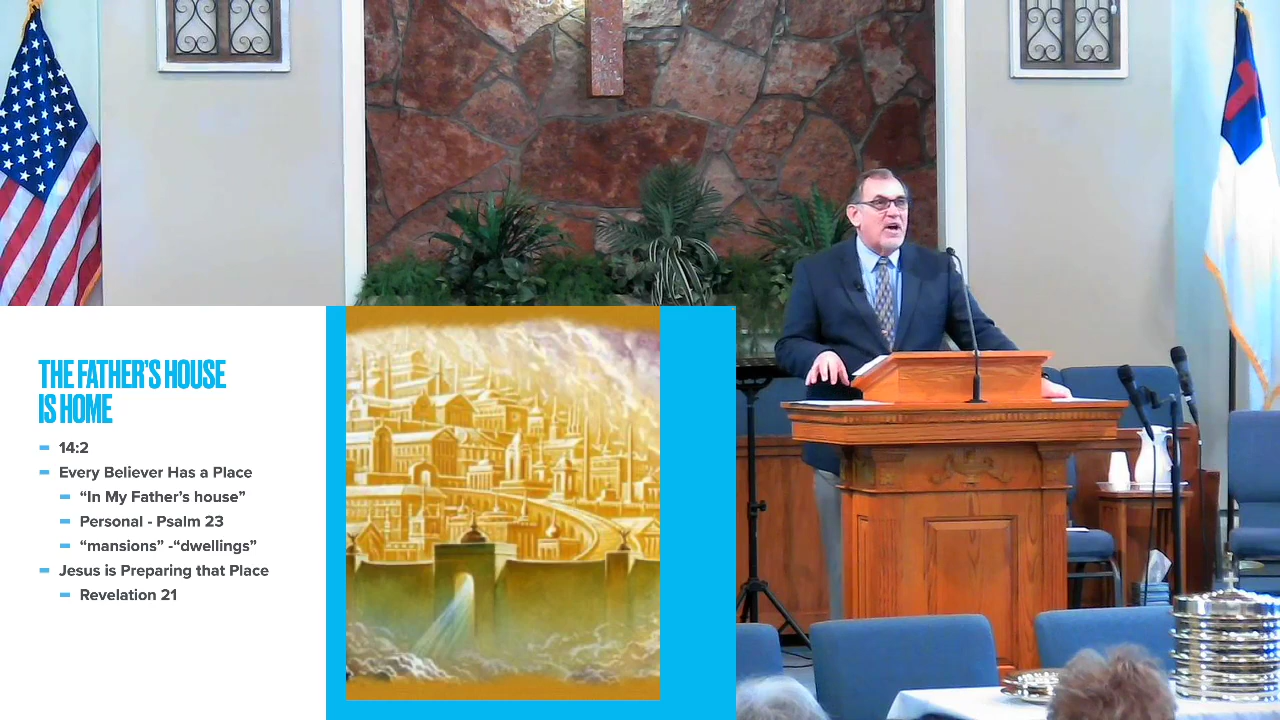 THE FATHER'S HOUSE
IS HOME
14:2
Every Believer Has a Place
“In My Father's house”
Personal - Psalm 23
“mansions” -“dwellings”
Jesus is Preparing that Place
Revelation 21